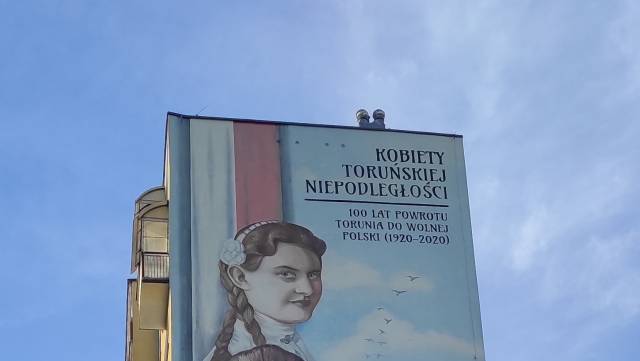 KOBIETY
TORUŃSKIEJ
NIEPODLEGŁOŚCI
100 LAT POWROTU
TORUNIA DO WOLNEJ
POLSKI (1920-2020)